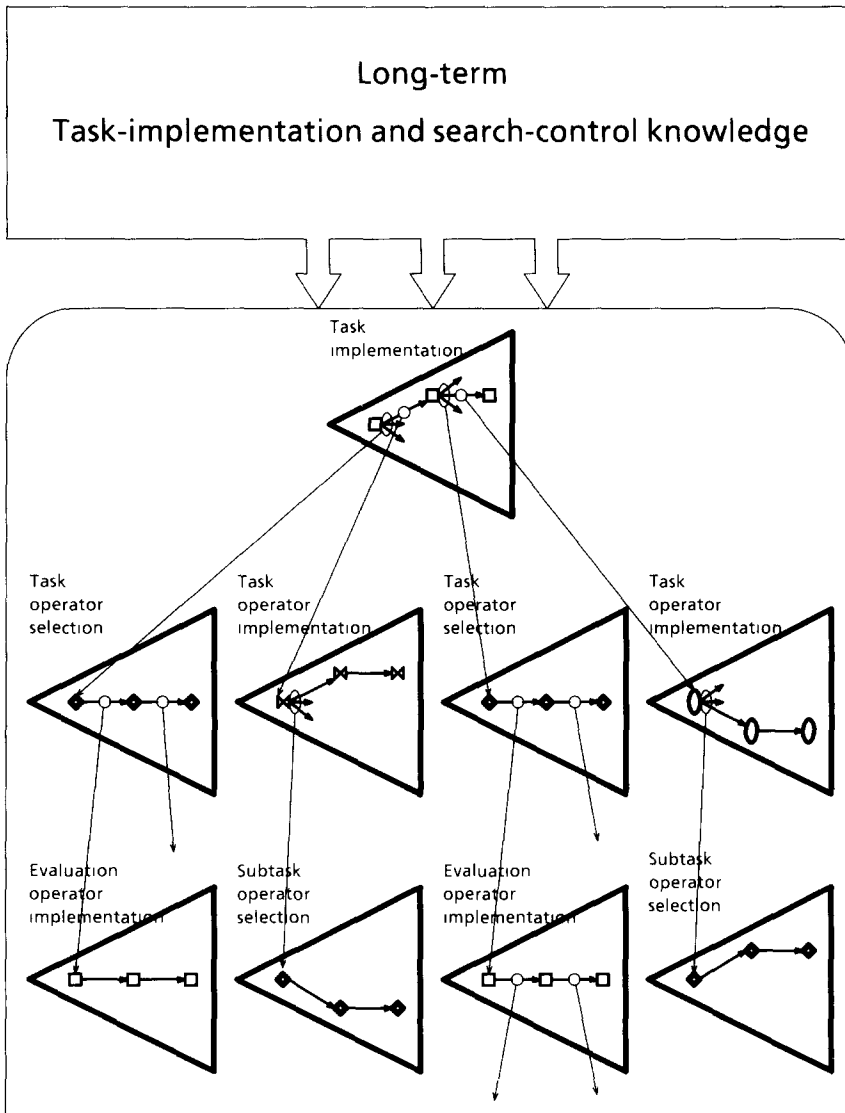 Long-term
Task-implementation and search-control knowledge
Task
implementation
Task
operator
selection
Task
operator
implementation
Task
operator
selection
Task
operator
implementation
Evaluation
operator
implementation
Subtask
operator
selection
Evaluation
operator
implementation
Subtask
operator
selection